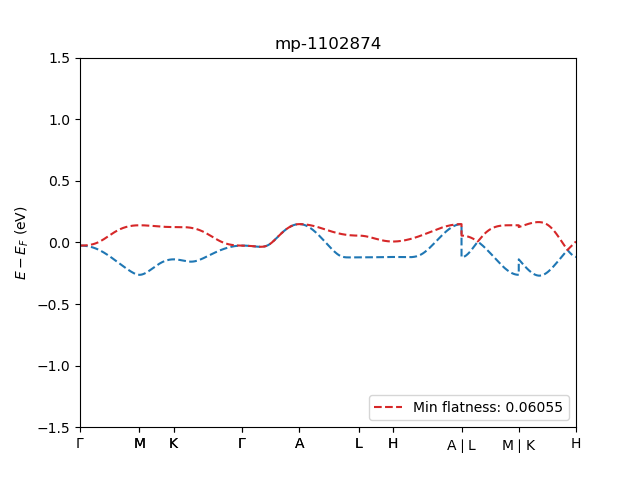 mp-1102874
1.5
1.0
0.5
0.0
−0.5
−1.0
−1.5
E − E_F (eV)
Min flatness: 0.06055
Γ M K Γ A L H A | L M | K H